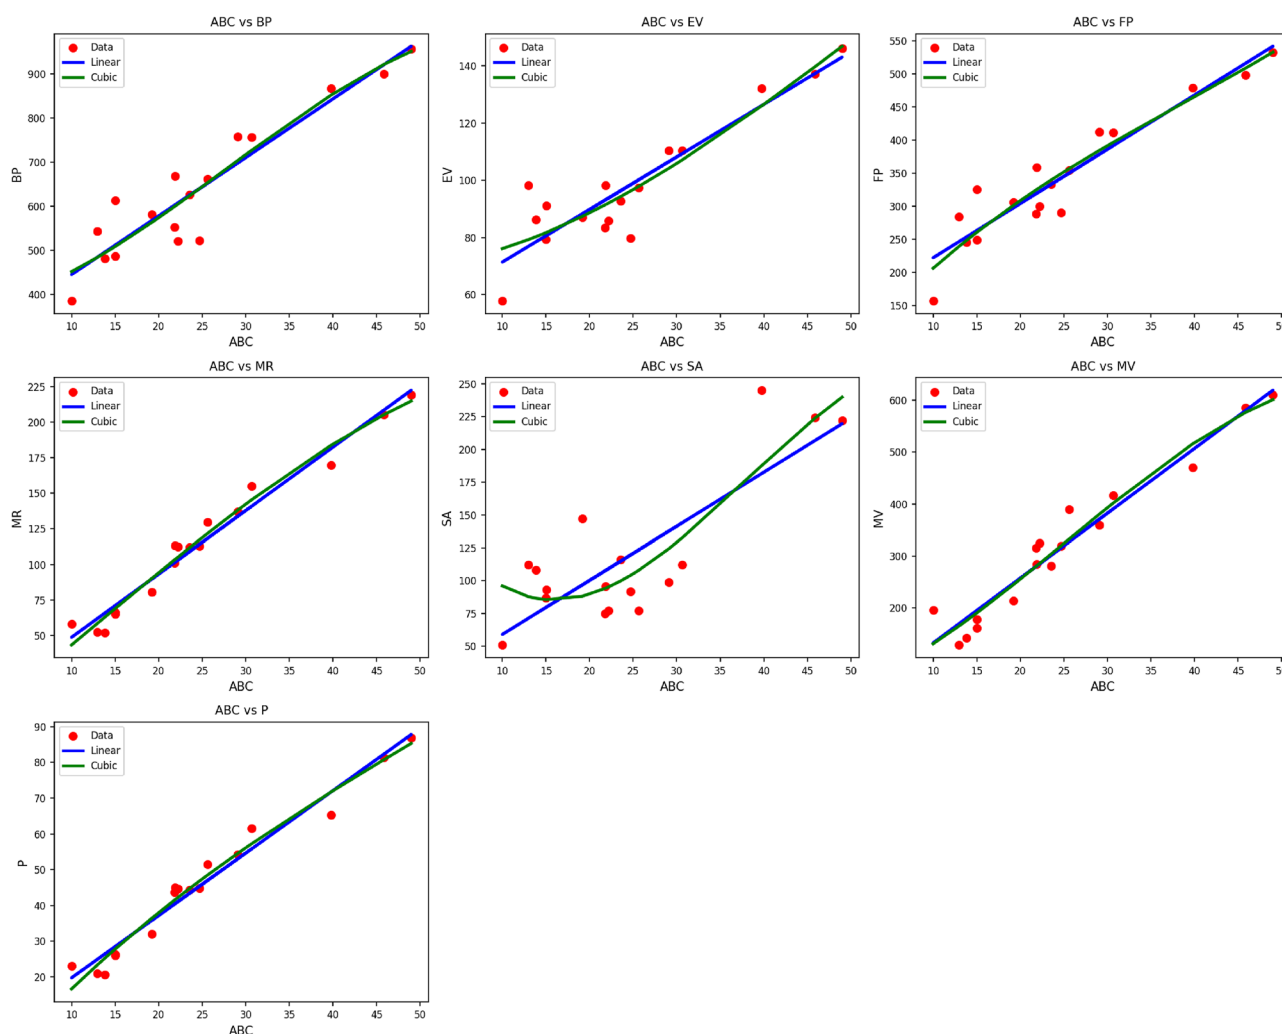 ABC vs BP
Data
Linear
Cubic
BP
900
800
700
600
500
400
10 15 20 25 30 35 40 45 50
ABC
ABC vs EV
Data
Linear
Cubic
EV
140
120
100
80
60
10 15 20 25 30 35 40 45 50
ABC
ABC vs FP
Data
Linear
Cubic
FP
550
500
450
400
350
300
250
200
150
10 15 20 25 30 35 40 45
ABC
ABC vs MR
Data
Linear
Cubic
MR
225
200
175
150
125
100
75
50
10 15 20 25 30 35 40 45 50
ABC
ABC vs SA
Data
Linear
Cubic
SA
250
225
200
175
150
125
100
75
50
10 15 20 25 30 35 40 45 50
ABC
ABC vs MV
Data
Linear
Cubic
MV
600
500
400
300
200
10 15 20 25 30 35 40 45
ABC
ABC vs P
Data
Linear
Cubic
P
90
80
70
60
50
40
30
20
10 15 20 25 30 35 40 45 50
ABC